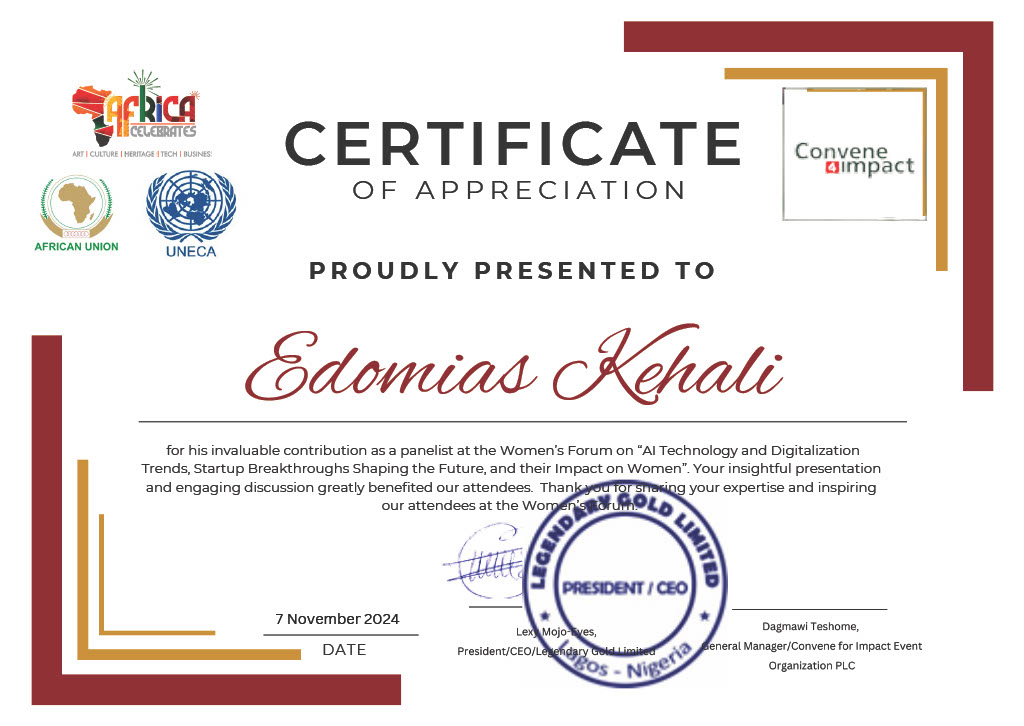 AFRICA
CELEBRATES
ART | CULTURE | HERITAGE | TECH | BUSINES!
AFRICAN UNION
UNECA
CERTIFICATE
OF APPRECIATION
Convene
4impact
PROUDLY PRESENTED TO
Edomias Kehali
for his invaluable contribution as a panelist at the Women’s Forum on “AI Technology and Digitalization
Trends, Startup Breakthroughs Shaping the Future, and their Impact on Women”. Your insightful presentation
and engaging discussion greatly benefited our attendees. Thank you for sharing your expertise and inspiring
our attendees at the Women’s Forum.
LEGENDARY GOLD LIMITED
PRESIDENT / CEO
Lagos - Nigeria
7 November 2024
DATE
Lexy Mojo-Eyes,
President/CEO/Legendary Gold Limited
Dagmawi Teshome,
General Manager/Convene for Impact Event
Organization PLC